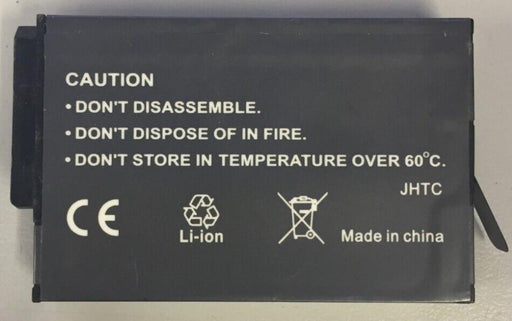 CAUTION
•DON'T DISASSEMBLE.
•DON'T DISPOSE OF IN FIRE.
•DON'T STORE IN TEMPERATURE OVER 60°C.
JHTC
CE
Li-ion
Made in china